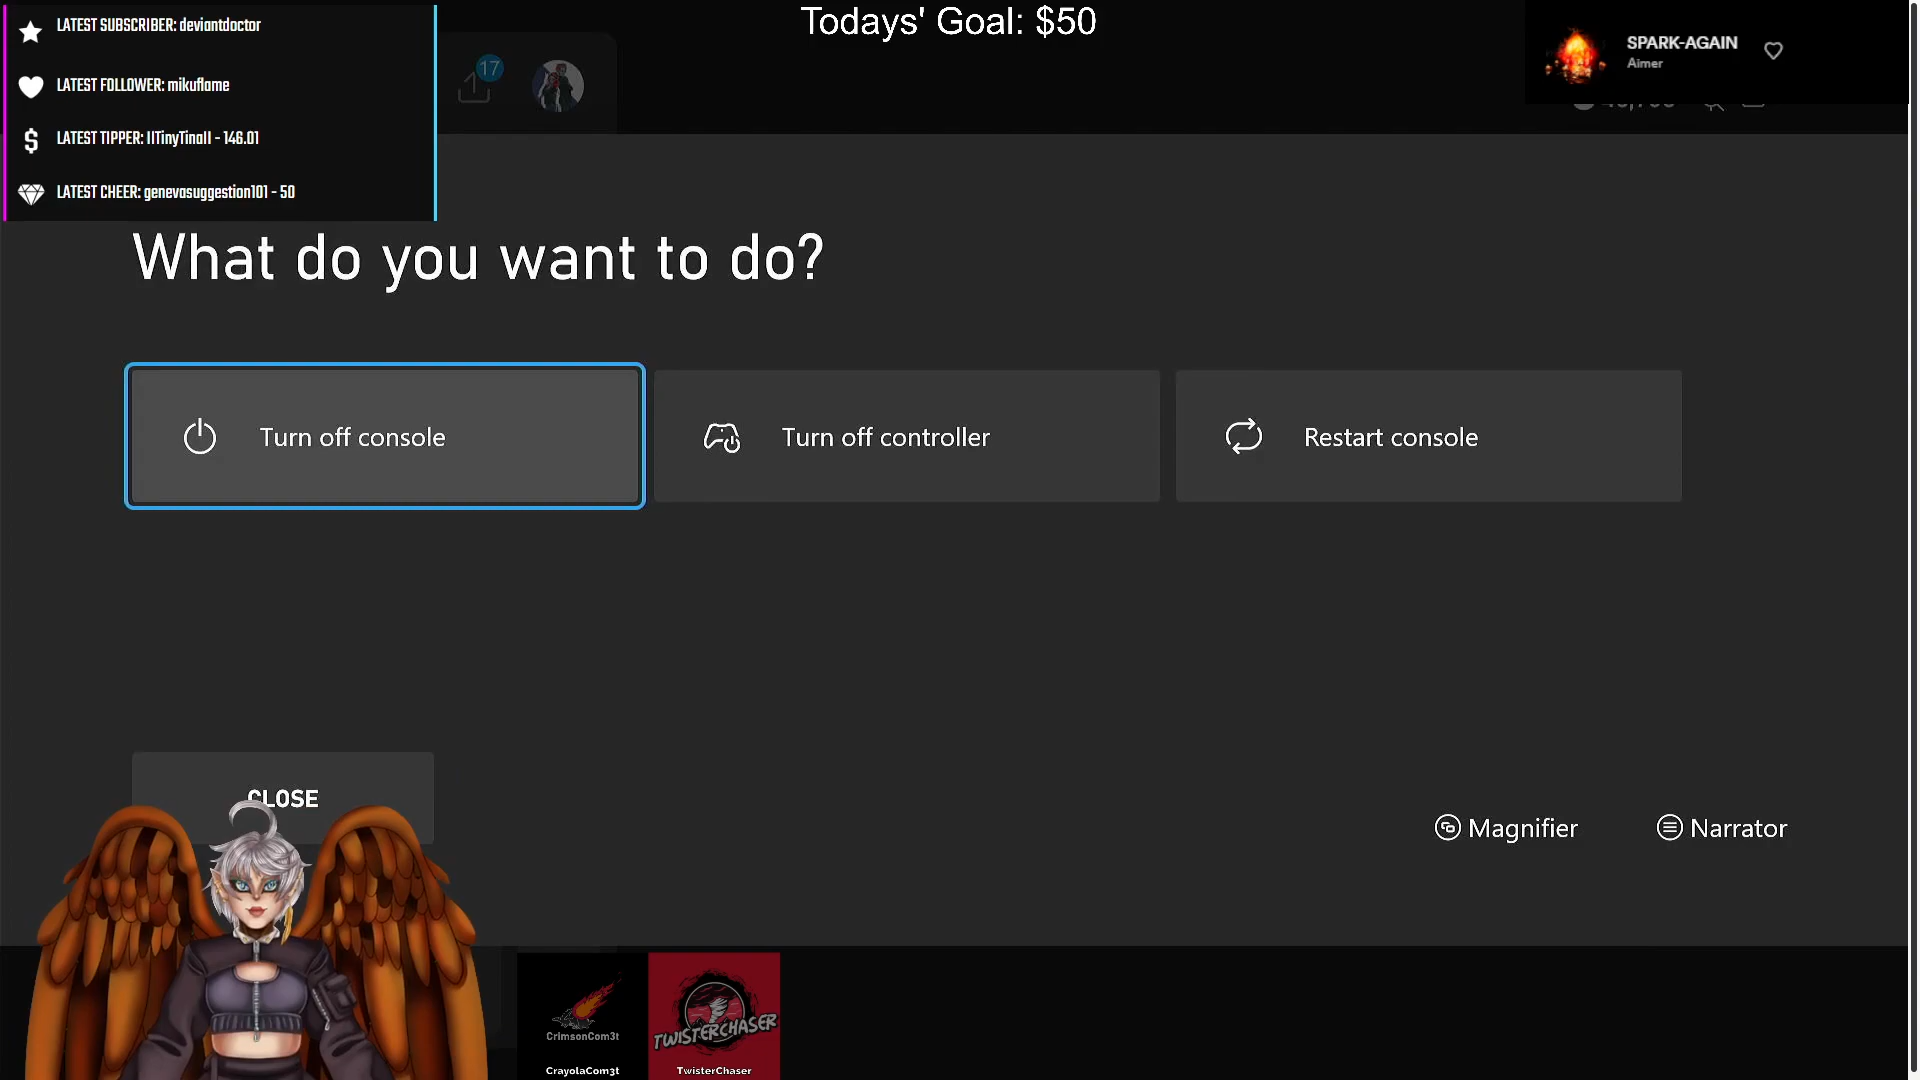 LATEST SUBSCRIBER: deviantdoctor
LATEST FOLLOWER: mikuflame
LATEST TIPPER: IITinyTinaII - 146.01
LATEST CHEER: genevasuggestion101 - 50
17
Todays' Goal: $50
SPARK-AGAIN
Aimer
What do you want to do?
Turn off console
Turn off controller
Restart console
CLOSE
Magnifier
Narrator
CrimsonCom3t
CrayolaCom3t
TWISTERCHASER
TwisterChaser